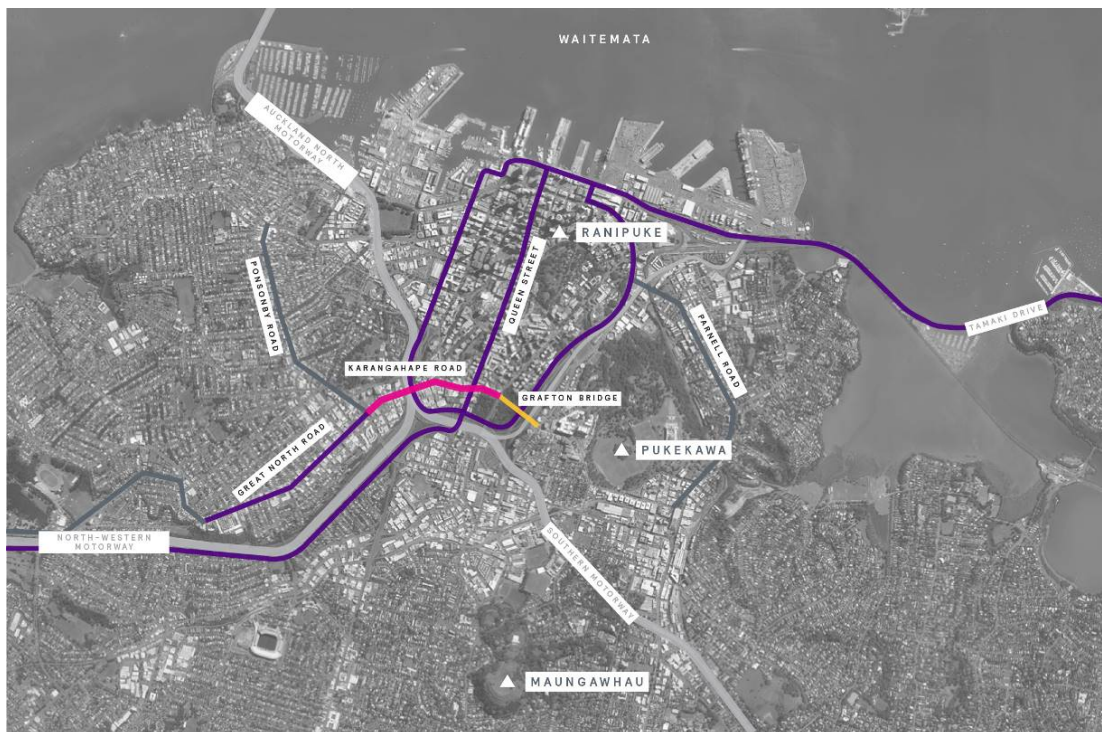 WAITEMATA
AUCKLAND NORTH
MOTORWAY
RANIPUKE
PONSONBY ROAD
QUEEN STREET
PARNELL ROAD
TAMAKI DRIVE
KARANGAHAPE ROAD
GRAFTON BRIDGE
GREAT NORTH ROAD
PUKEKAWA
NORTH-WESTERN
MOTORWAY
SOUTHERN MOTORWAY
MAUNGAWHAU